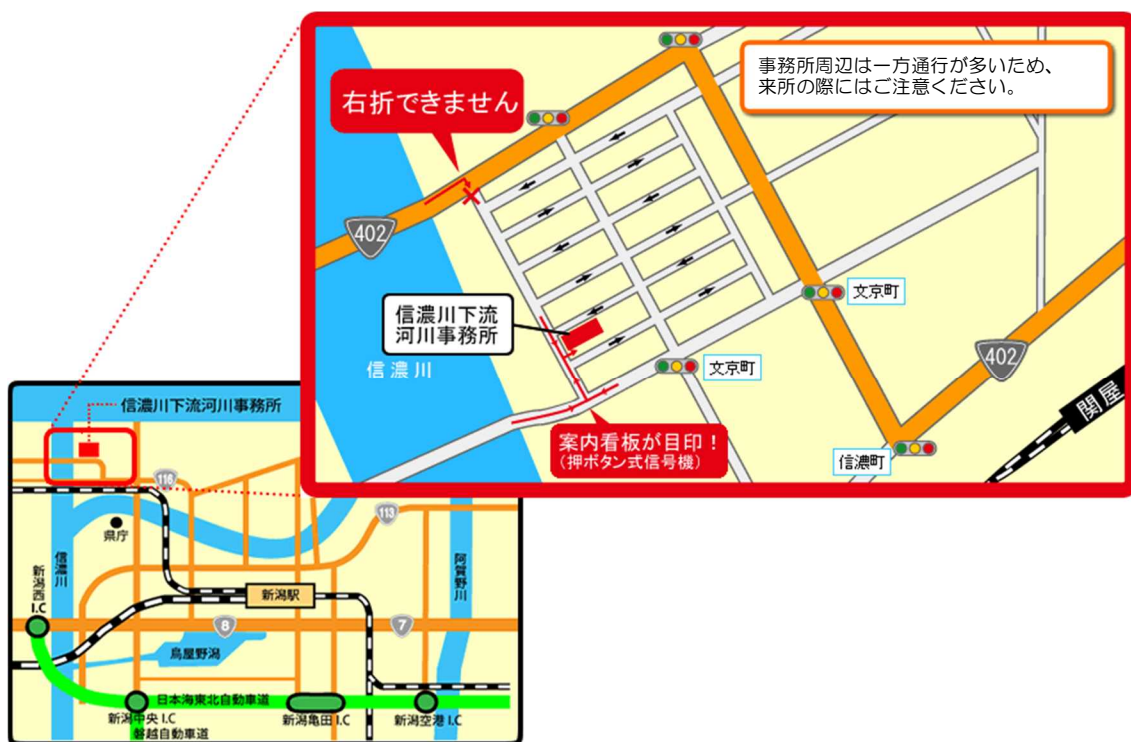 事務所周辺は一方通行が多いため、
来所の際にはご注意ください。
右折できません
402
文京町
信濃川下流
河川事務所
402
信濃川
文京町
関屋
案内看板が目印！
(押ボタン式信号機)
信濃町
信濃川下流河川事務所
116
113
県庁
信濃川
阿賀野川
新潟西
I.C
新潟駅
8
7
鳥屋野潟
日本海東北自動車道
新潟中央 I.C
新潟亀田 I.C
新潟空港 I.C
磐越自動車道